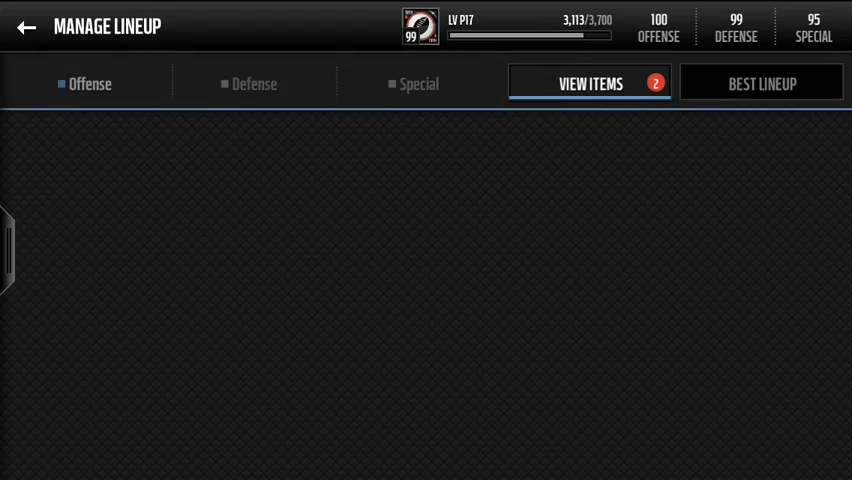 MANAGE LINEUP
99
LV P17
3,113/3,700
100
OFFENSE
99
DEFENSE
95
SPECIAL
Offense
Defense
Special
VIEW ITEMS
2
BEST LINEUP